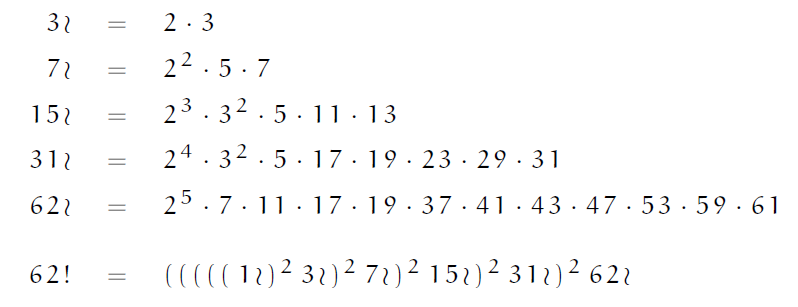 3≀ = 2 · 3
7≀ = 2² · 5 · 7
15≀ = 2³ · 3² · 5 · 11 · 13
31≀ = 2⁴ · 3² · 5 · 17 · 19 · 23 · 29 · 31
62≀ = 2⁵ · 7 · 11 · 17 · 19 · 37 · 41 · 43 · 47 · 53 · 59 · 61
62! = (((((1≀)² 3≀)² 7≀)² 15≀)² 31≀)² 62≀